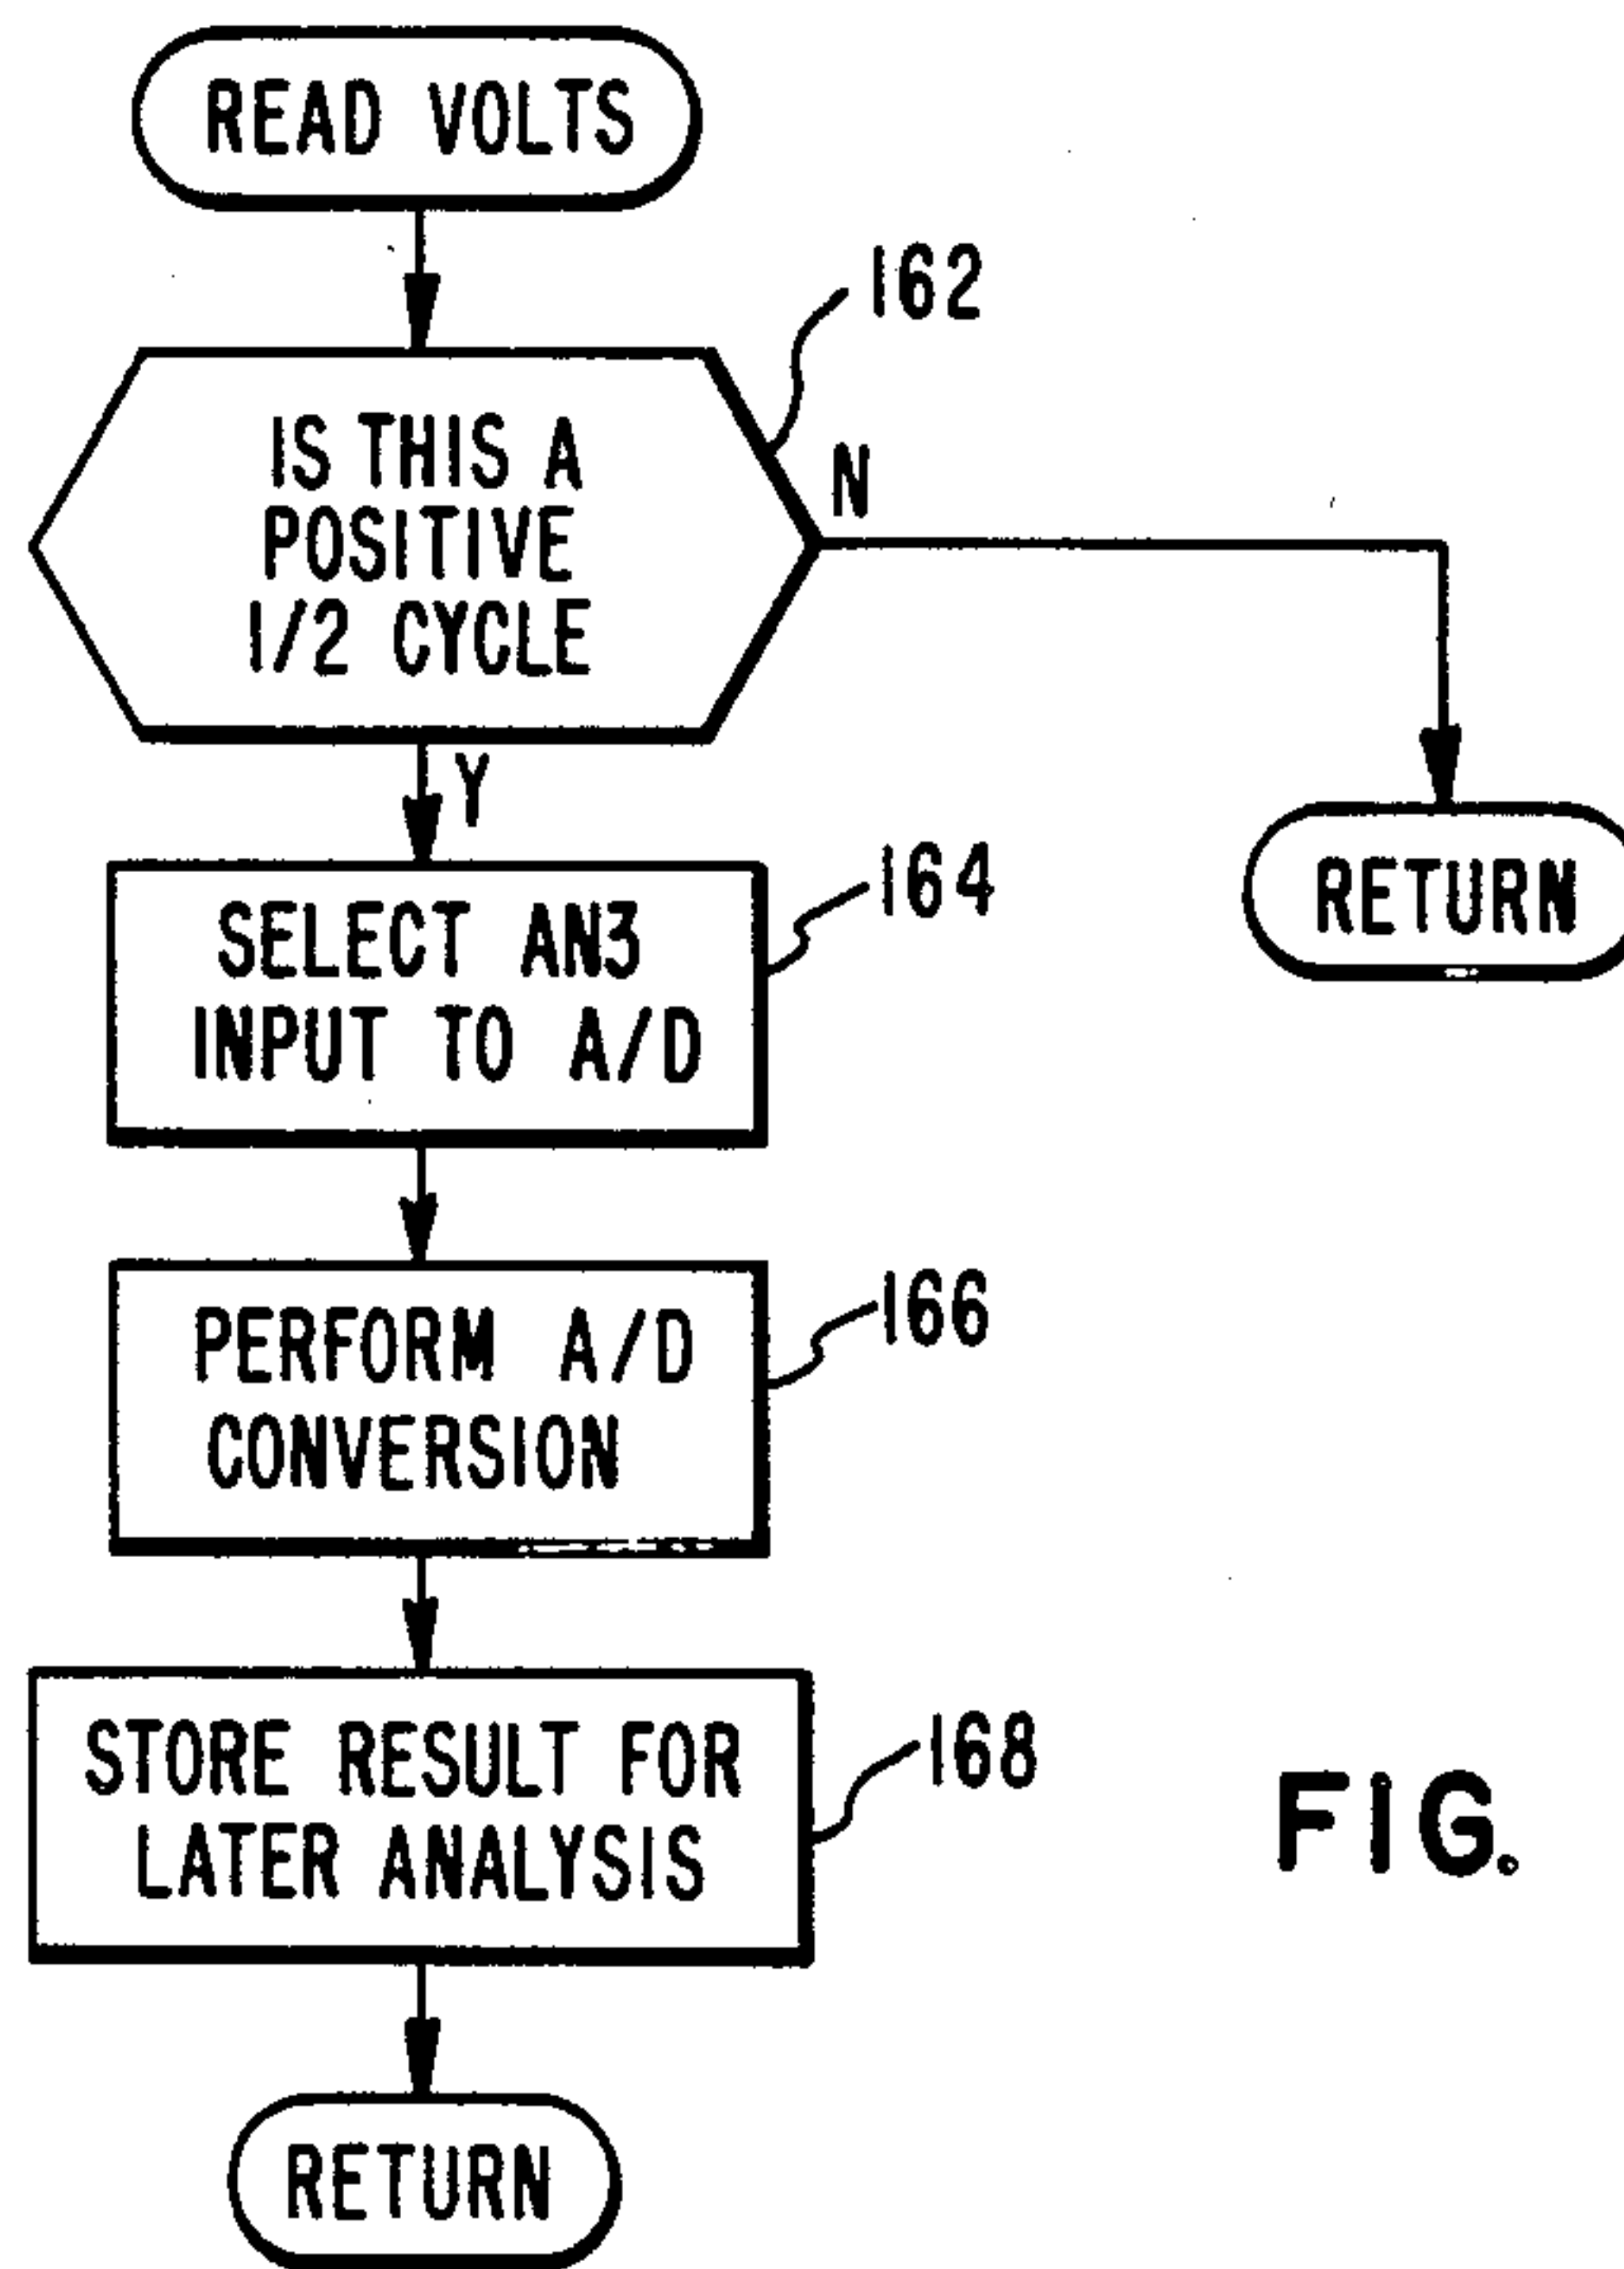 READ VOLTS
162
IS THIS A
POSITIVE
1/2 CYCLE
N
Y
164
SELECT AN3
INPUT TO A/D
RETURN
166
PERFORM A/D
CONVERSION
168
STORE RESULT FOR
LATER ANALYSIS
FIG.
RETURN